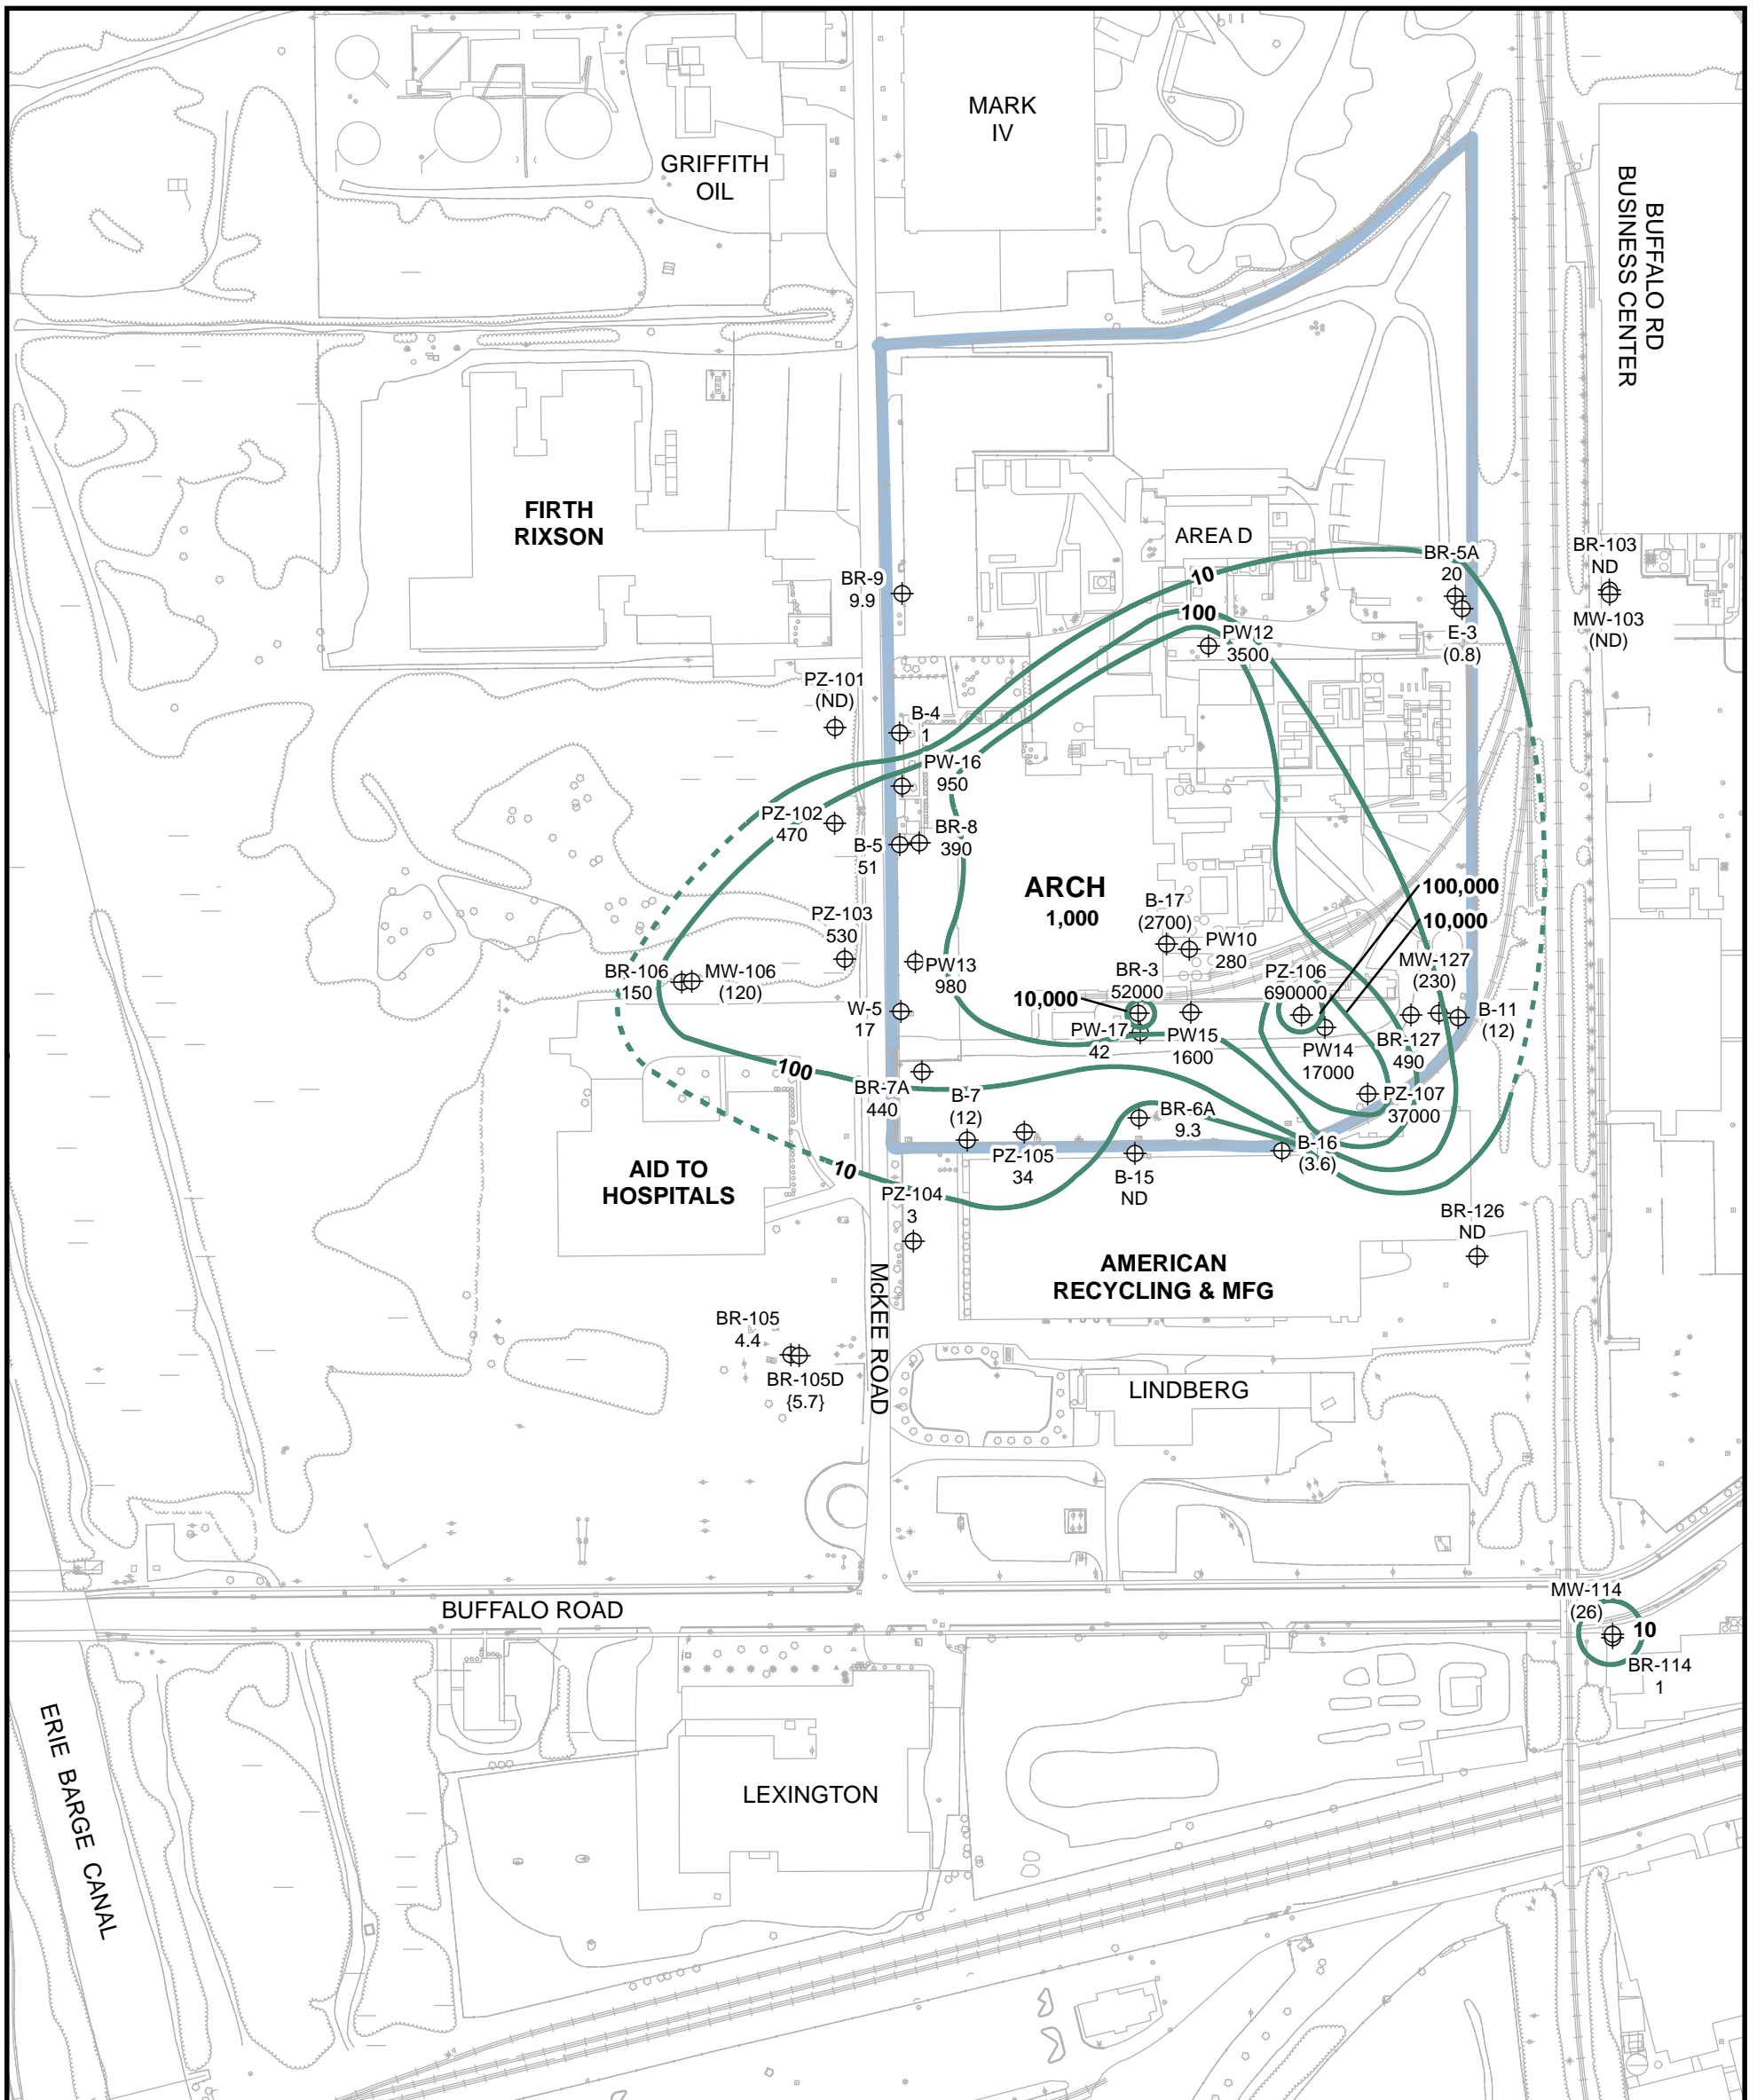 MARK
IV
GRIFFITH
OIL
BUFFALO RD
BUSINESS CENTER
FIRTH
RIXSON
AREA D
BR-5A
20
BR-103
ND
MW-103
(ND)
10
BR-9
9.9
100
E-3
(0.8)
PW12
3500
PZ-101
(ND)
B-4
1
PW-16
950
PZ-102
470
BR-8
390
B-5
51
ARCH
1,000
100,000
B-17
(2700)
10,000
PZ-103
530
PW10
280
MW-127
(230)
PW13
980
BR-106
150
MW-106
(120)
BR-3
52000
PZ-106
690000
10,000
W-5
17
B-11
(12)
PW-17
42
PW15
1600
PW14
17000
BR-127
490
100
BR-7A
440
B-7
(12)
PZ-107
37000
BR-6A
9.3
B-16
(3.6)
PZ-105
34
B-15
ND
AID TO
HOSPITALS
10
PZ-104
3
BR-126
ND
AMERICAN
RECYCLING & MFG
McKEE ROAD
BR-105
4.4
BR-105D
{5.7}
LINDBERG
BUFFALO ROAD
MW-114
(26)
10
BR-114
1
ERIE BARGE CANAL
LEXINGTON